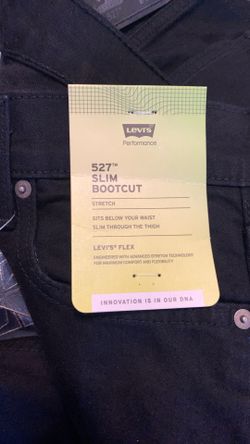 Levi's
Performance
527™
SLIM
BOOTCUT
STRETCH
SITS BELOW YOUR WAIST
SLIM THROUGH THE THIGH
LEVI'S® FLEX
ENGINEERED WITH ADVANCED STRETCH TECHNOLOGY
FOR MAXIMUM COMFORT AND FLEXIBILITY
INNOVATION IS IN OUR DNA